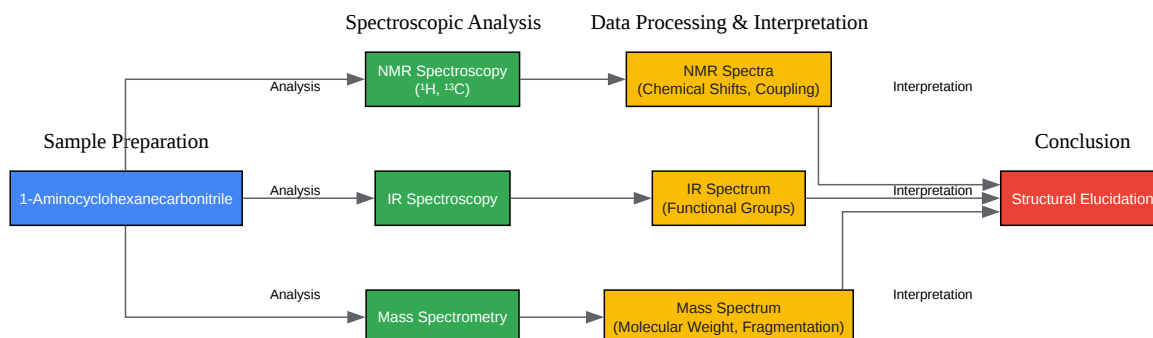 Spectroscopic Analysis
Data Processing & Interpretation
NMR Spectroscopy
(¹H, ¹³C)
NMR Spectra
(Chemical Shifts, Coupling)
Analysis
Interpretation
Sample Preparation
Conclusion
1-Aminocyclohexanecarbonitrile
Analysis
IR Spectroscopy
IR Spectrum
(Functional Groups)
Interpretation
Structural Elucidation
Analysis
Mass Spectrometry
Mass Spectrum
(Molecular Weight, Fragmentation)
Interpretation